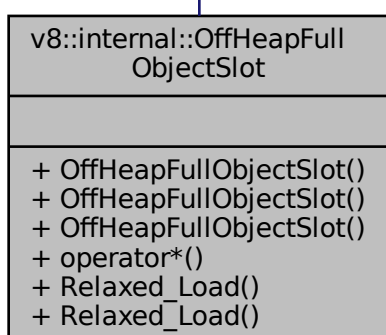 v8::internal::OffHeapFull
ObjectSlot
+ OffHeapFullObjectSlot()
+ OffHeapFullObjectSlot()
+ OffHeapFullObjectSlot()
+ operator*()
+ Relaxed_Load()
+ Relaxed_Load()